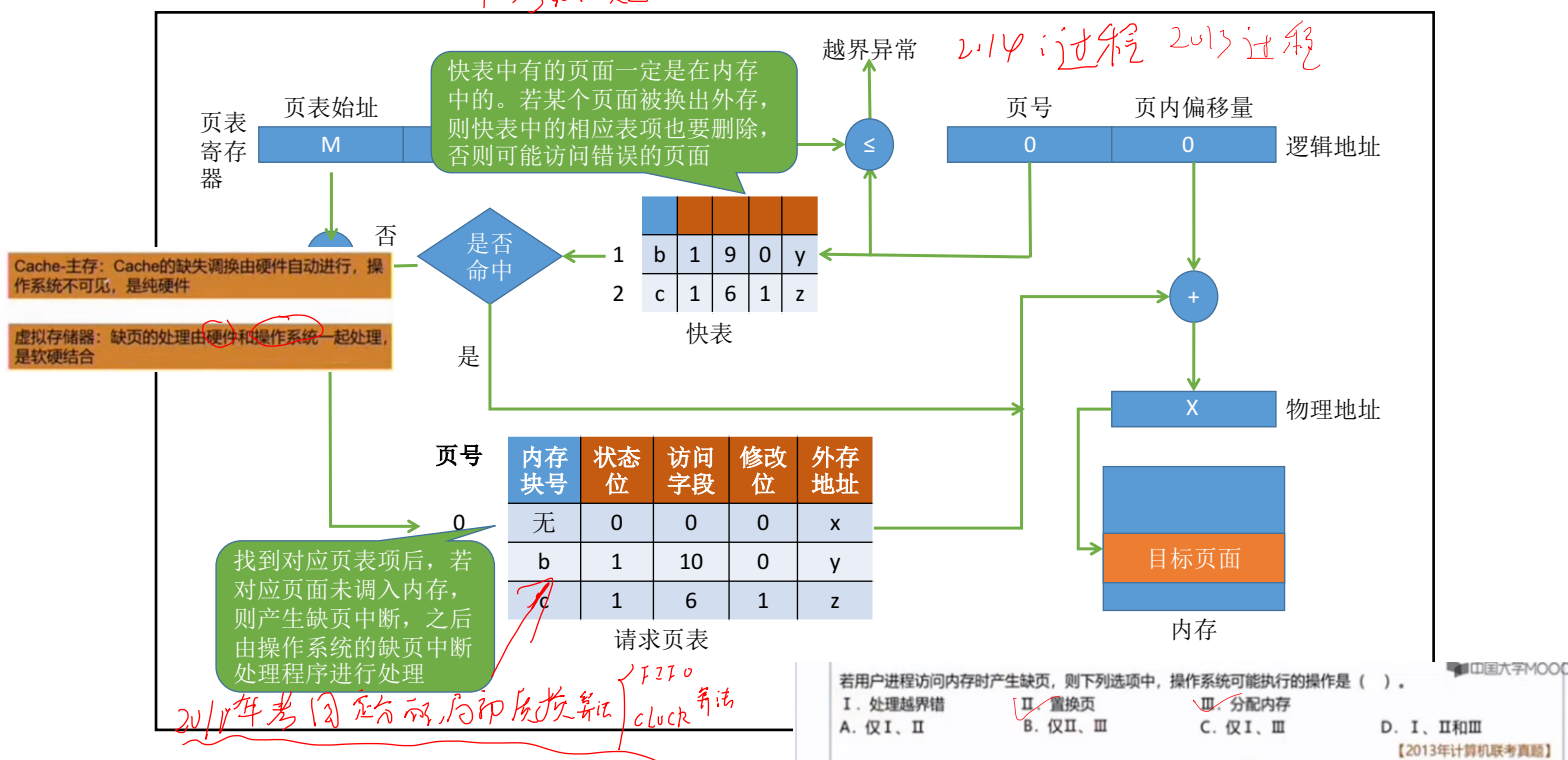 2014:过程 2013过程
越界异常
快表中有的页面一定是在内存
中的。若某个页面被换出外存，
则快表中的相应表项也要删除，
否则可能访问错误的页面
页表始址
页号
页内偏移量
页表
寄存
器
M
≤
0
0
逻辑地址
否
是否
命中
1 b 1 9 0 y
2 c 1 6 1 z
快表
Cache-主存：Cache的缺失调换由硬件自动进行，操
作系统不可见，是纯硬件
虚拟存储器：缺页的处理由硬件和操作系统一起处理，
是软硬结合
+
是
X
物理地址
页号
内存块号 状态位 访问字段 修改位 外存地址
0 无 0 0 0 x
b 1 10 0 y
c 1 6 1 z
请求页表
找到对应页表项后，若
对应页面未调入内存，
则产生缺页中断，之后
由操作系统的缺页中断
处理程序进行处理
目标页面
内存
算法
算法
中国大学MOOC
若用户进程访问内存时产生缺页，则下列选项中，操作系统可能执行的操作是（ ）。
Ⅰ．处理越界错 Ⅱ．置换页 Ⅲ．分配内存
A．仅Ⅰ、Ⅱ B．仅Ⅱ、Ⅲ C．仅Ⅰ、Ⅲ D．Ⅰ、Ⅱ和Ⅲ
【2013年计算机联考真题】